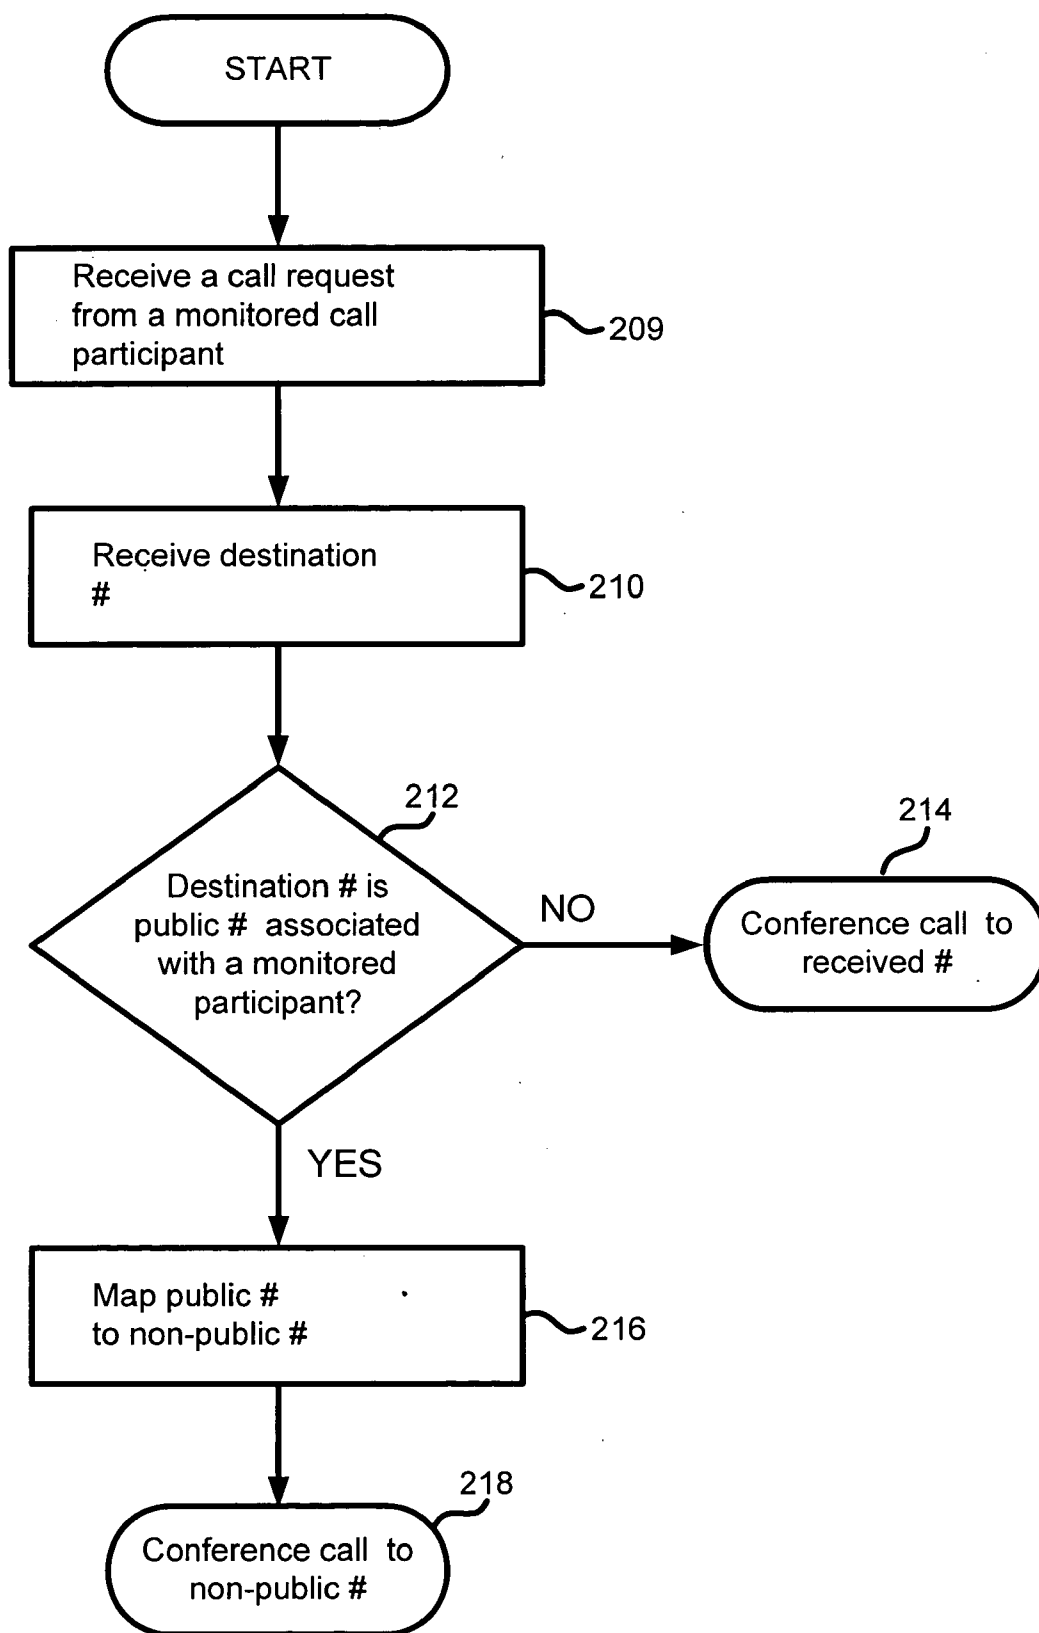 START
Receive a call request
from a monitored call
participant
209
Receive destination
#
210
212
Destination # is
public # associated
with a monitored
participant?
NO
214
Conference call to
received #
YES
Map public #
to non-public #
216
218
Conference call to
non-public #